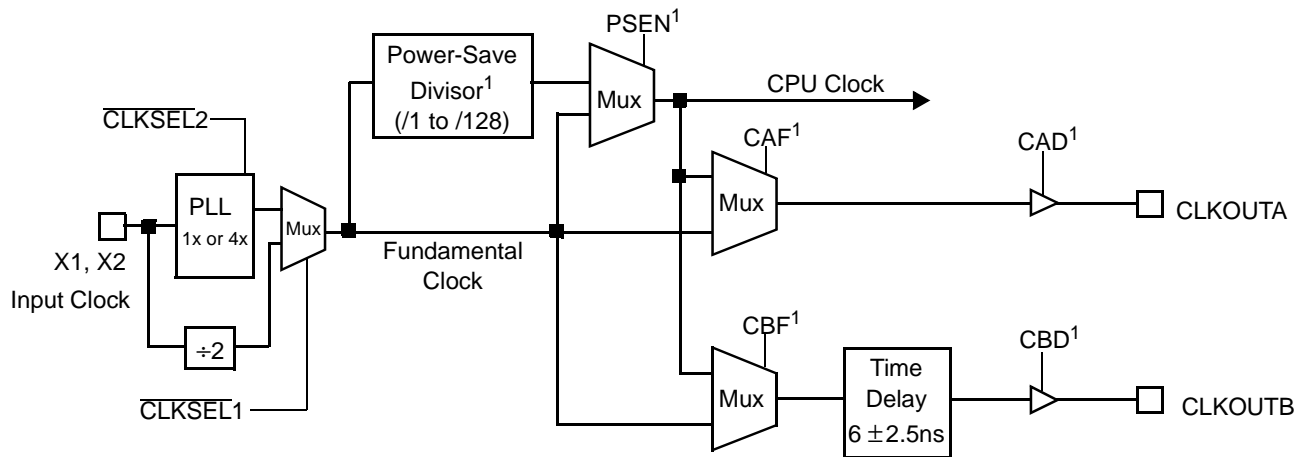 PSEN¹
Power-Save
Divisor¹
(/1 to /128)
Mux
CPU Clock
CLKSEL2
CAF¹
CAD¹
PLL
1x or 4x
Mux
Mux
CLKOUTA
X1, X2
Input Clock
Fundamental
Clock
÷2
CBF¹
CBD¹
Time
Delay
6 ±2.5ns
Mux
CLKOUTB
CLKSEL1